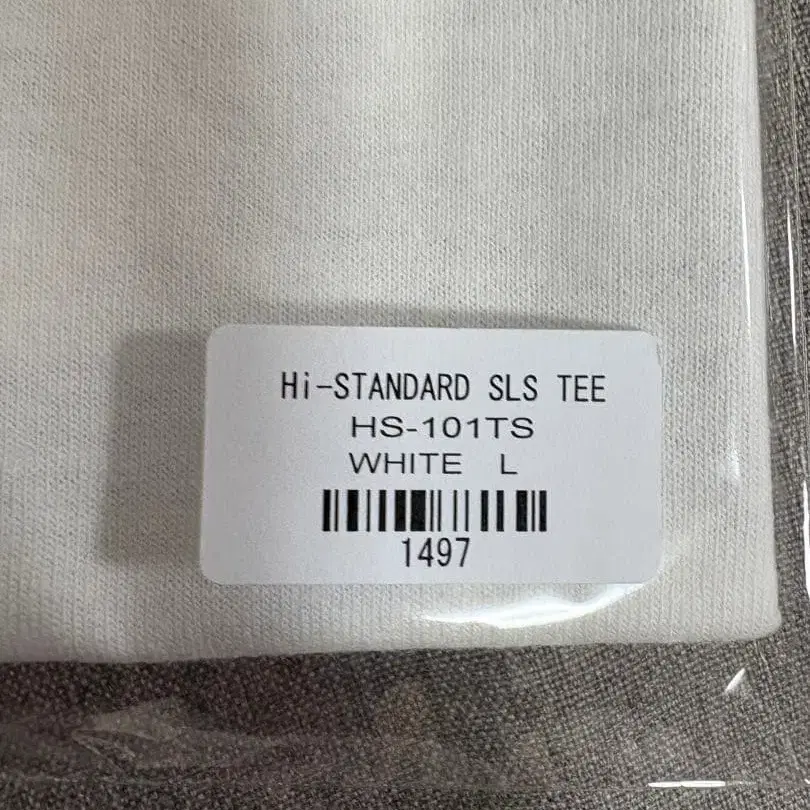 Hi-STANDARD SLS TEE
HS-101TS
WHITE L
1497